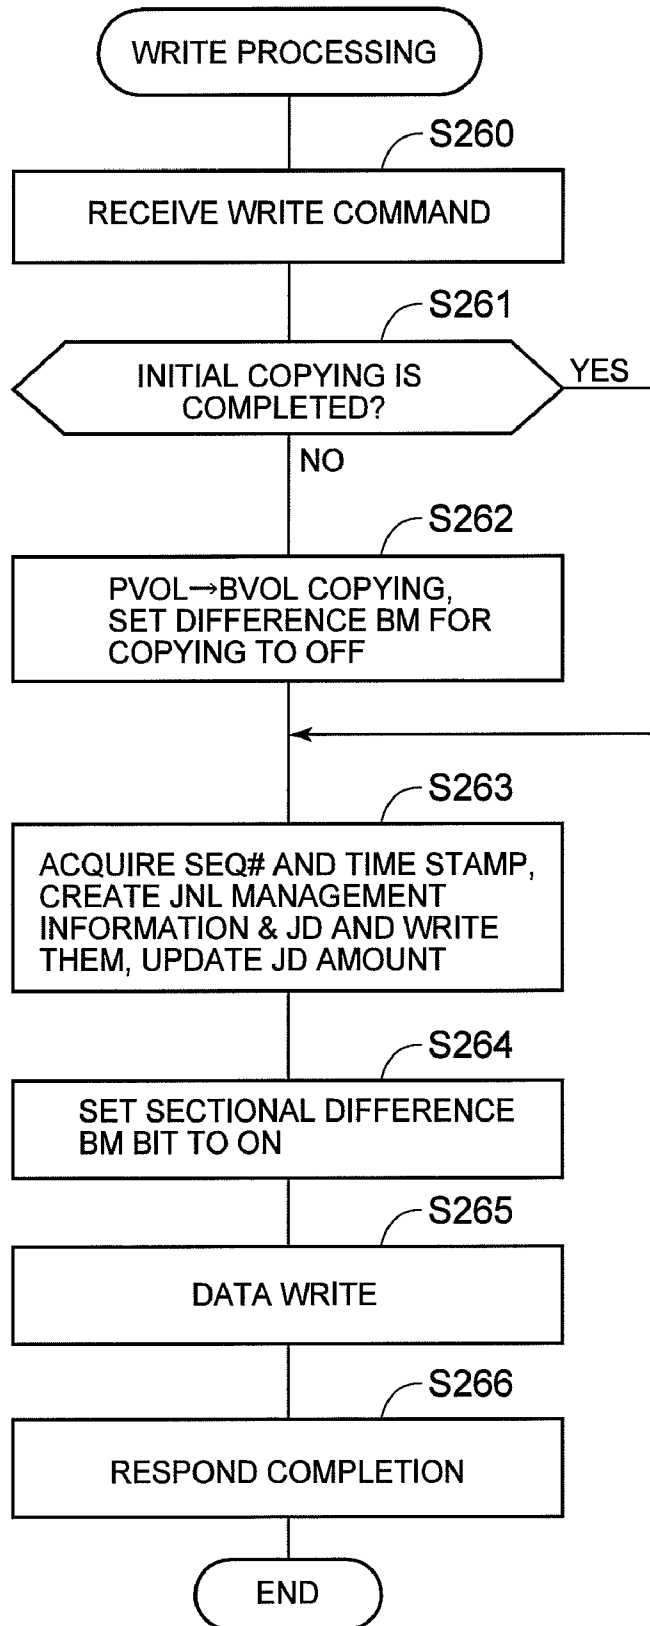 WRITE PROCESSING
S260
RECEIVE WRITE COMMAND
S261
INITIAL COPYING IS
COMPLETED?
YES
NO
S262
PVOL→BVOL COPYING,
SET DIFFERENCE BM FOR
COPYING TO OFF
S263
ACQUIRE SEQ# AND TIME STAMP,
CREATE JNL MANAGEMENT
INFORMATION & JD AND WRITE
THEM, UPDATE JD AMOUNT
S264
SET SECTIONAL DIFFERENCE
BM BIT TO ON
S265
DATA WRITE
S266
RESPOND COMPLETION
END